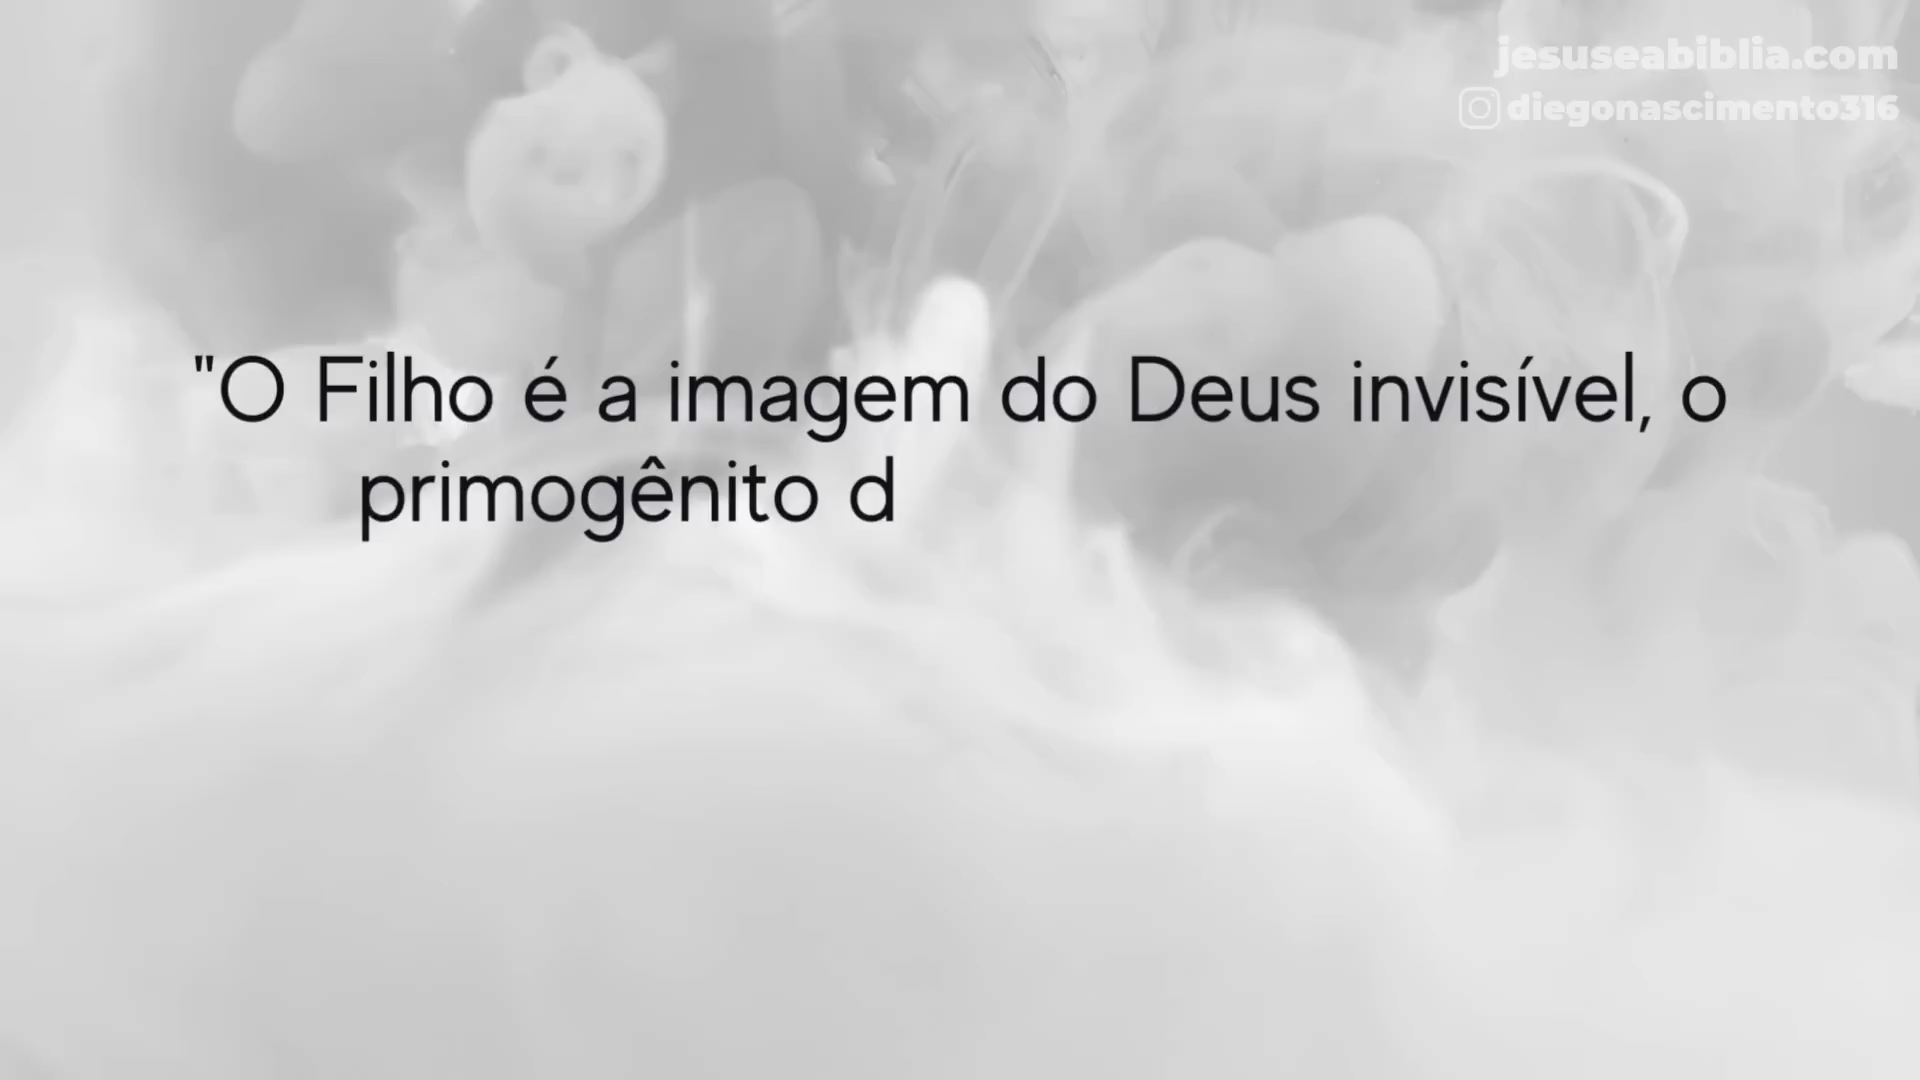 jesuseabiblia.com
diegonascimento316
"O Filho é a imagem do Deus invisível, o
primogênito d